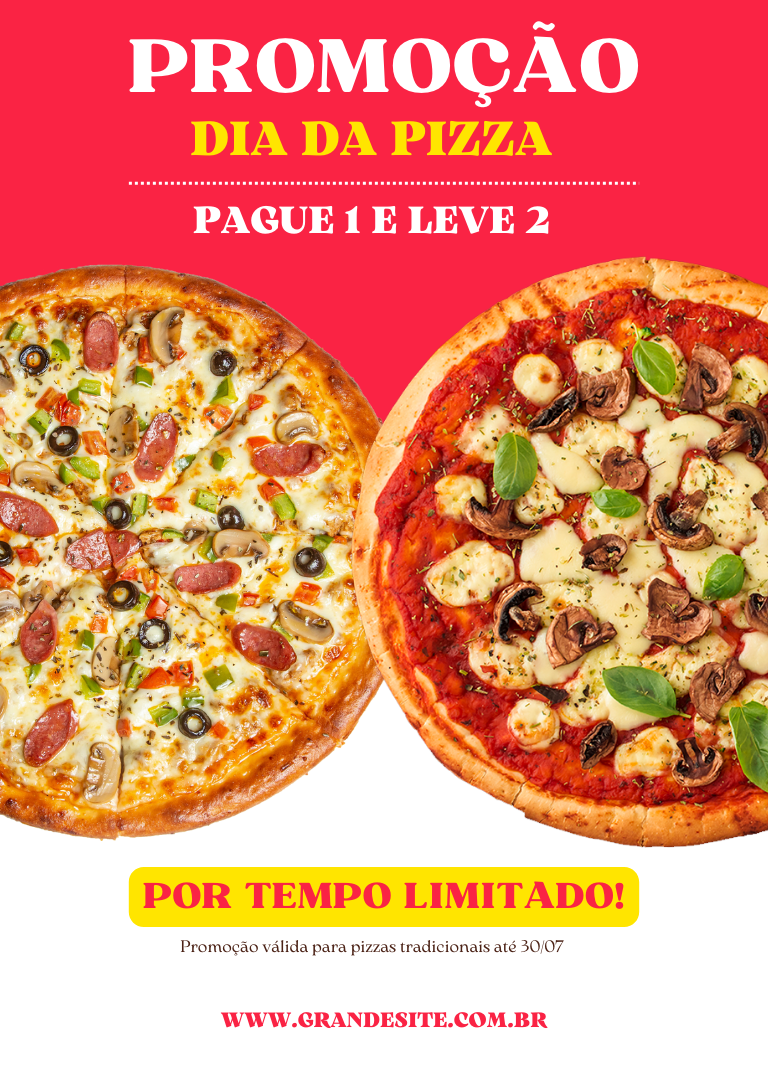 PROMOÇÃO
DIA DA PIZZA
PAGUE 1 E LEVE 2
POR TEMPO LIMITADO!
Promoção válida para pizzas tradicionais até 30/07
WWW.GRANDESITE.COM.BR